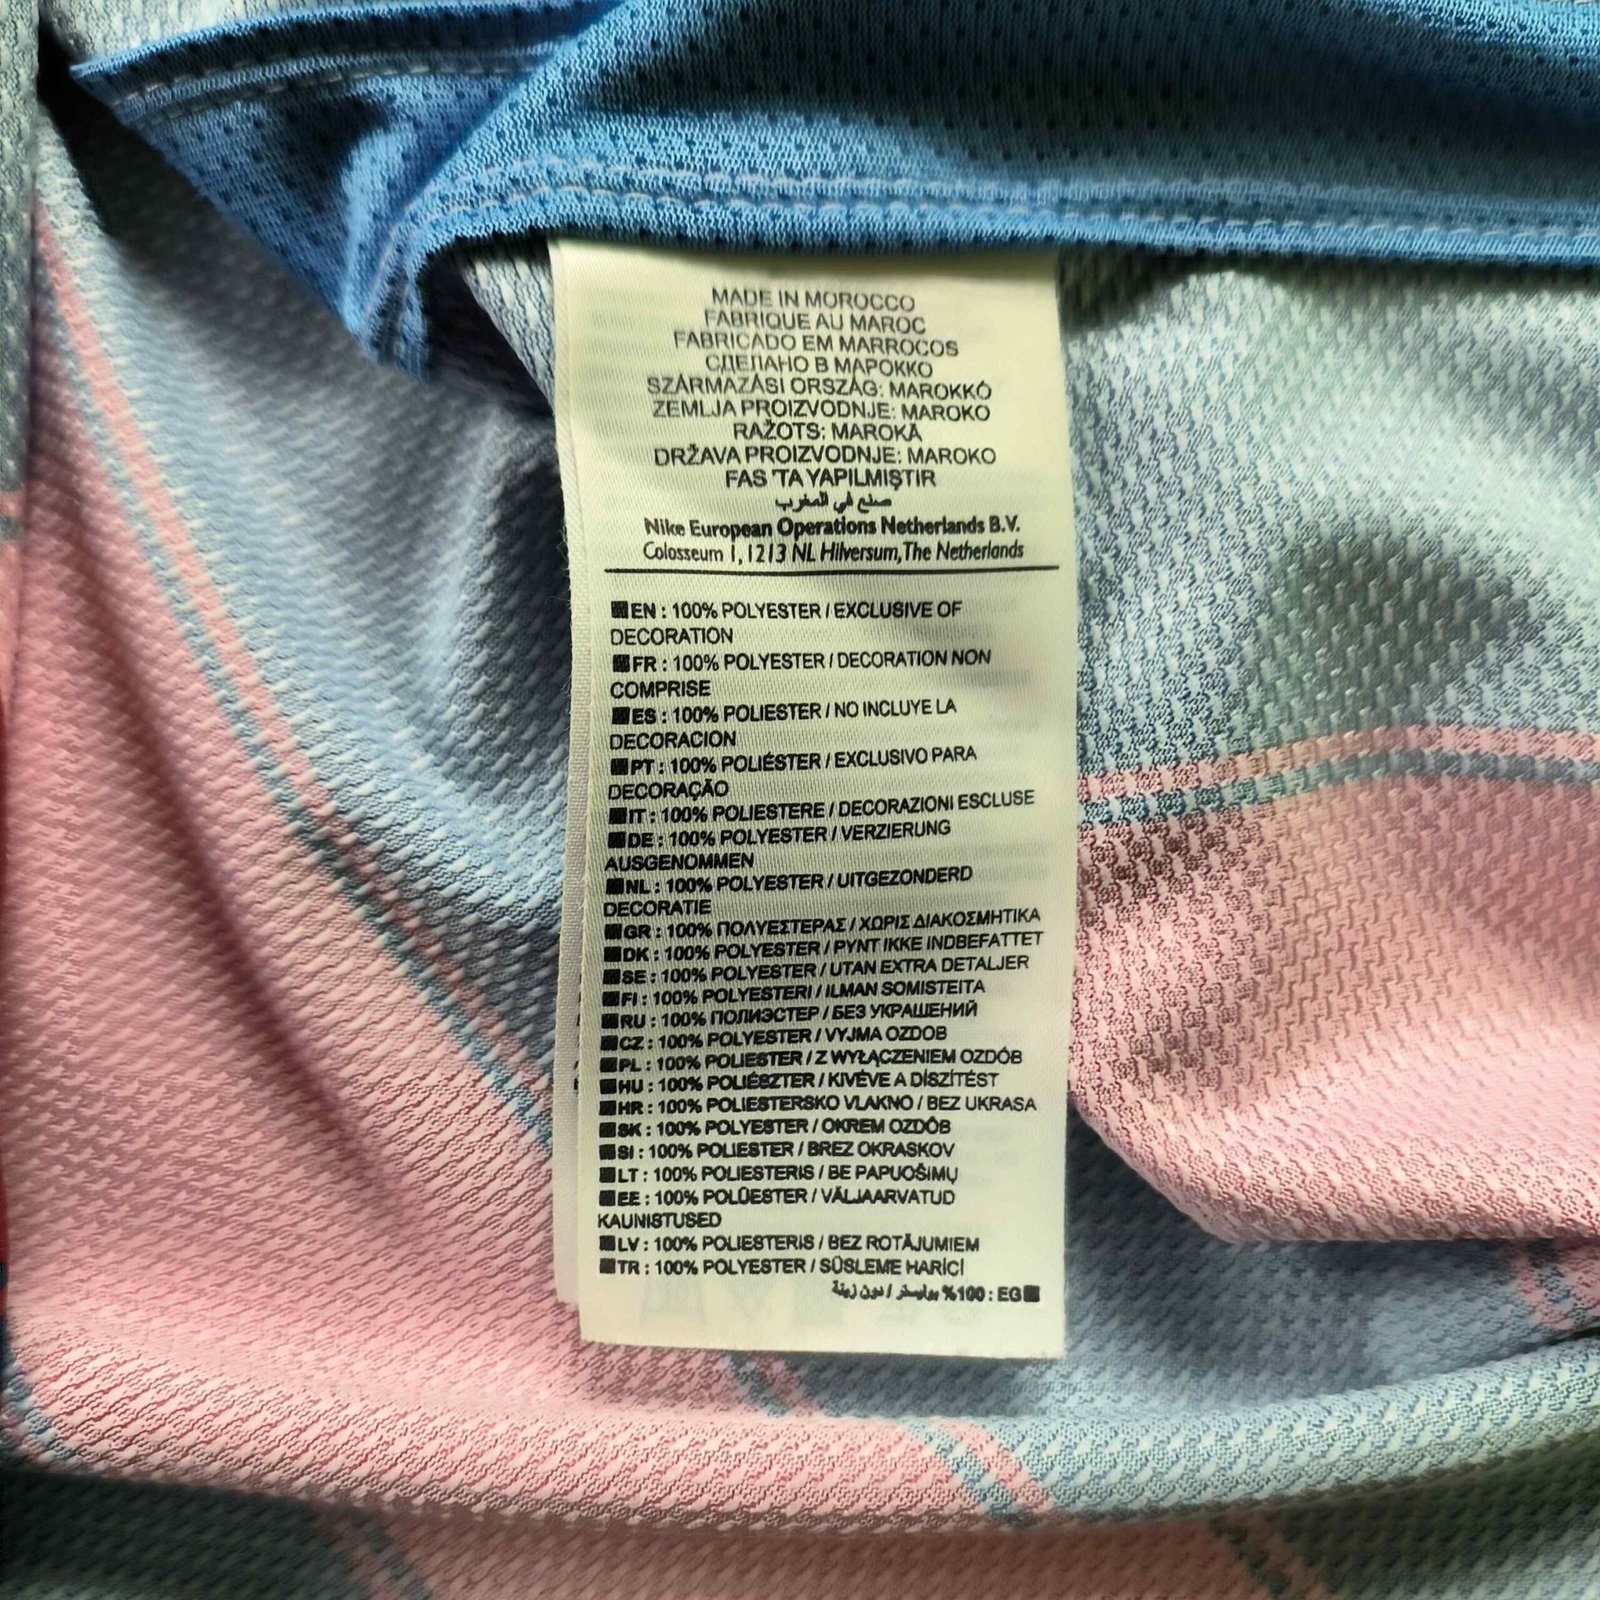 MADE IN MOROCCO
FABRIQUE AU MAROC
FABRICADO EM MARROCOS
СДЕЛАНО В МАРОККО
SZÁRMAZÁSI ORSZÁG: MAROKKÓ
ZEMLJA PROIZVODNJE: MAROKO
RAŽOTS: MAROKĀ
DRŽAVA PROIZVODNJE: MAROKO
FAS 'TA YAPILMIŞTIR
صنع في المغرب
Nike European Operations Netherlands B.V.
Colosseum 1, 1213 NL Hilversum, The Netherlands
EN : 100% POLYESTER / EXCLUSIVE OF
DECORATION
FR : 100% POLYESTER / DECORATION NON
COMPRISE
ES : 100% POLIESTER / NO INCLUYE LA
DECORACION
PT : 100% POLIÉSTER / EXCLUSIVO PARA
DECORAÇÃO
IT : 100% POLIESTERE / DECORAZIONI ESCLUSE
DE : 100% POLYESTER / VERZIERUNG
AUSGENOMMEN
NL : 100% POLYESTER / UITGEZONDERD
DECORATIE
GR : 100% ΠΟΛΥΕΣΤΕΡΑΣ / ΧΩΡΙΣ ΔΙΑΚΟΣΜΗΤΙΚΑ
DK : 100% POLYESTER / PYNT IKKE INDBEFATTET
SE : 100% POLYESTER / UTAN EXTRA DETALJER
FI : 100% POLYESTERI / ILMAN SOMISTEITA
RU : 100% ПОЛИЭСТЕР / БЕЗ УКРАШЕНИЙ
CZ : 100% POLYESTER / VYJMA OZDOB
PL : 100% POLIESTER / Z WYŁĄCZENIEM OZDÓB
HU : 100% POLIÉSZTER / KIVÉVE A DÍSZÍTÉST
HR : 100% POLIESTERSKO VLAKNO / BEZ UKRASA
SK : 100% POLYESTER / OKREM OZDÔB
SI : 100% POLYESTER / BREZ OKRASKOV
LT : 100% POLIESTERIS / BE PAPUOŠIMŲ
EE : 100% POLÜESTER / VÄLJAARVATUD
KAUNISTUSED
LV : 100% POLIESTERIS / BEZ ROTĀJUMIEM
TR : 100% POLYESTER / SÜSLEME HARİCİ
EG : 100% بوليستر / دون زينة